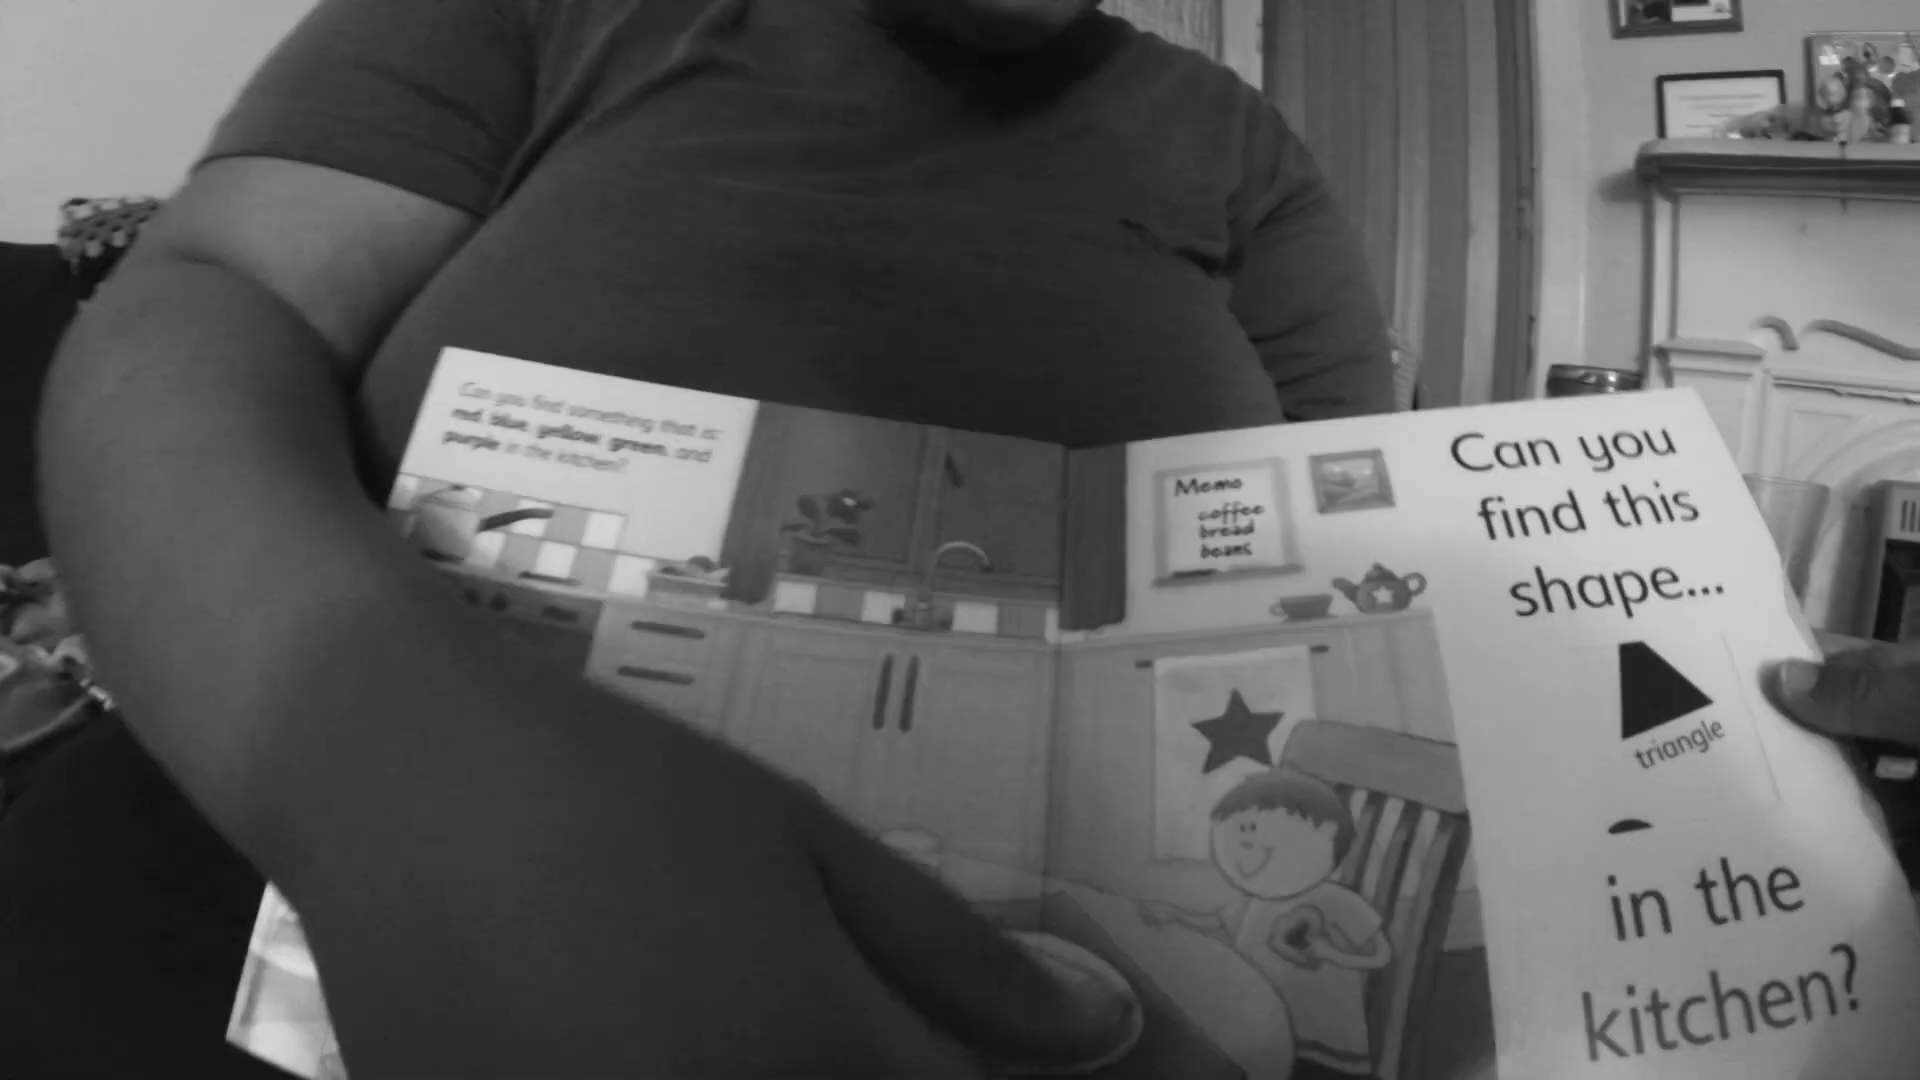 Can you find something that is:
red, blue, yellow, green, and
purple in the kitchen?
Memo
coffee
bread
beans
Can you
find this
shape...
triangle
in the
kitchen?